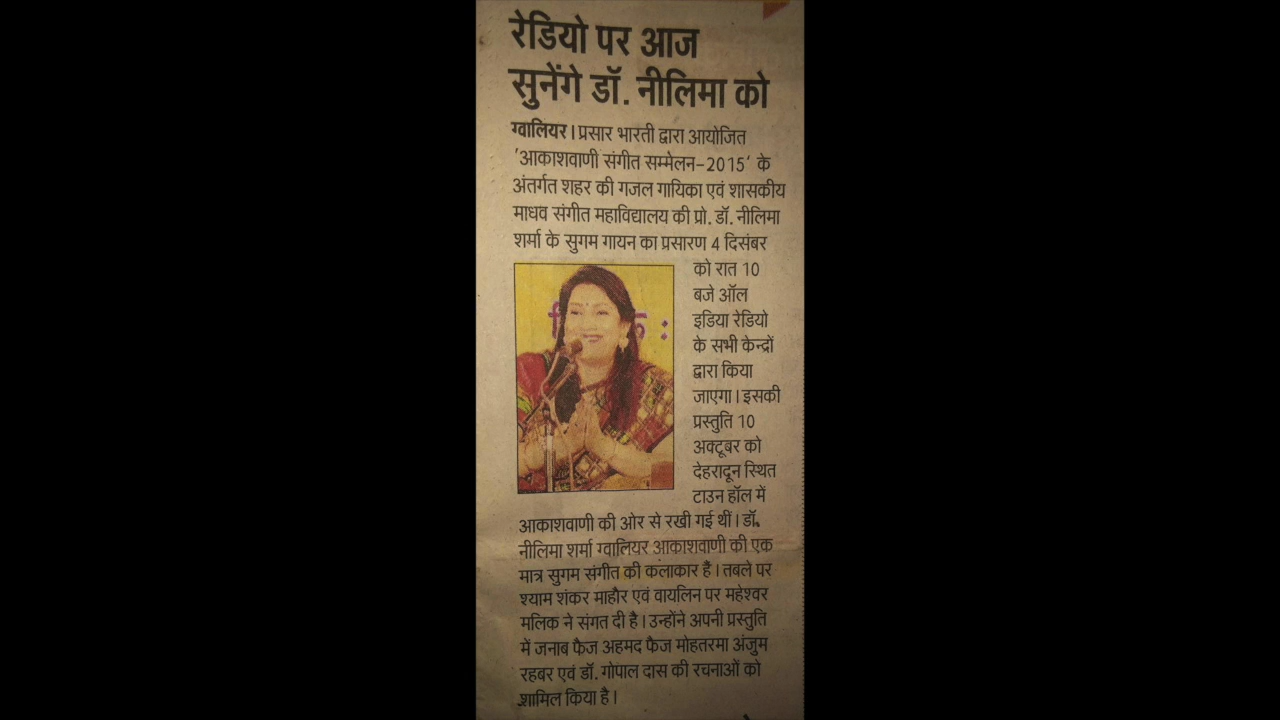 रेडियो पर आज
सुनेंगे डॉ. नीलिमा को
ग्वालियर। प्रसार भारती द्वारा आयोजित
'आकाशवाणी संगीत सम्मेलन-2015' के
अंतर्गत शहर की गजल गायिका एवं शासकीय
माधव संगीत महाविद्यालय की प्रो. डॉ. नीलिमा
शर्मा के सुगम गायन का प्रसारण 4 दिसंबर
को रात 10
बजे ऑल
इडिया रेडियो
के सभी केन्द्रों
द्वारा किया
जाएगा। इसकी
प्रस्तुति 10
अक्टूबर को
देहरादून स्थित
टाउन हॉल में
आकाशवाणी की ओर से रखी गई थीं। डॉ.
नीलिमा शर्मा ग्वालियर आकाशवाणी की एक
मात्र सुगम संगीत की कलाकार हैं। तबले पर
श्याम शंकर माहौर एवं वायलिन पर महेश्वर
मलिक ने संगत दी है। उन्होंने अपनी प्रस्तुति
में जनाब फैज अहमद फैज मोहतरमा अंजुम
रहबर एवं डॉ. गोपाल दास की रचनाओं को
शामिल किया है।